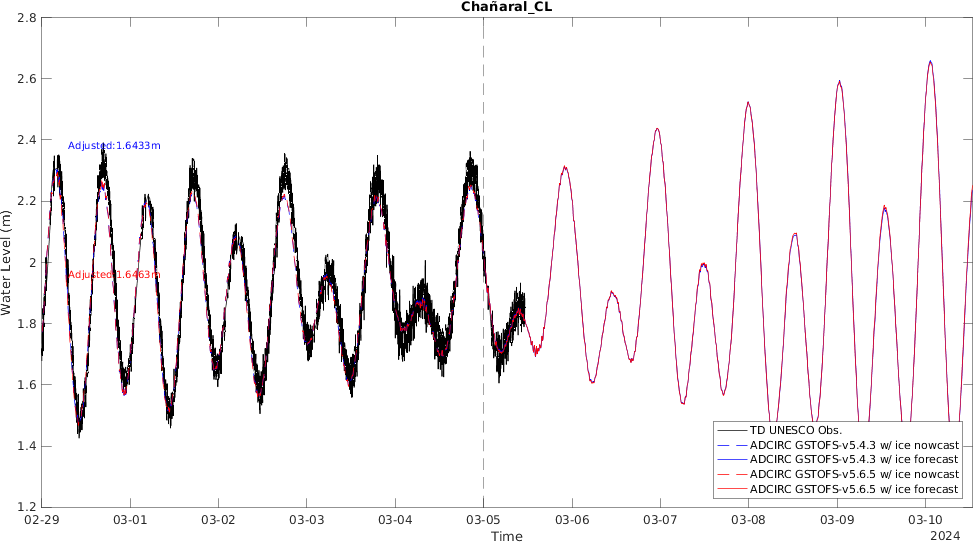 Chañaral_CL
2.8
2.6
2.4
2.2
2
1.8
1.6
1.4
1.2
Water Level (m)
Adjusted:1.6433m
Adjusted:1.6463m
TD UNESCO Obs.
ADCIRC GSTOFS-v5.4.3 w/ ice nowcast
ADCIRC GSTOFS-v5.4.3 w/ ice forecast
ADCIRC GSTOFS-v5.6.5 w/ ice nowcast
ADCIRC GSTOFS-v5.6.5 w/ ice forecast
02-29 03-01 03-02 03-03 03-04 03-05 03-06 03-07 03-08 03-09 03-10
Time
2024